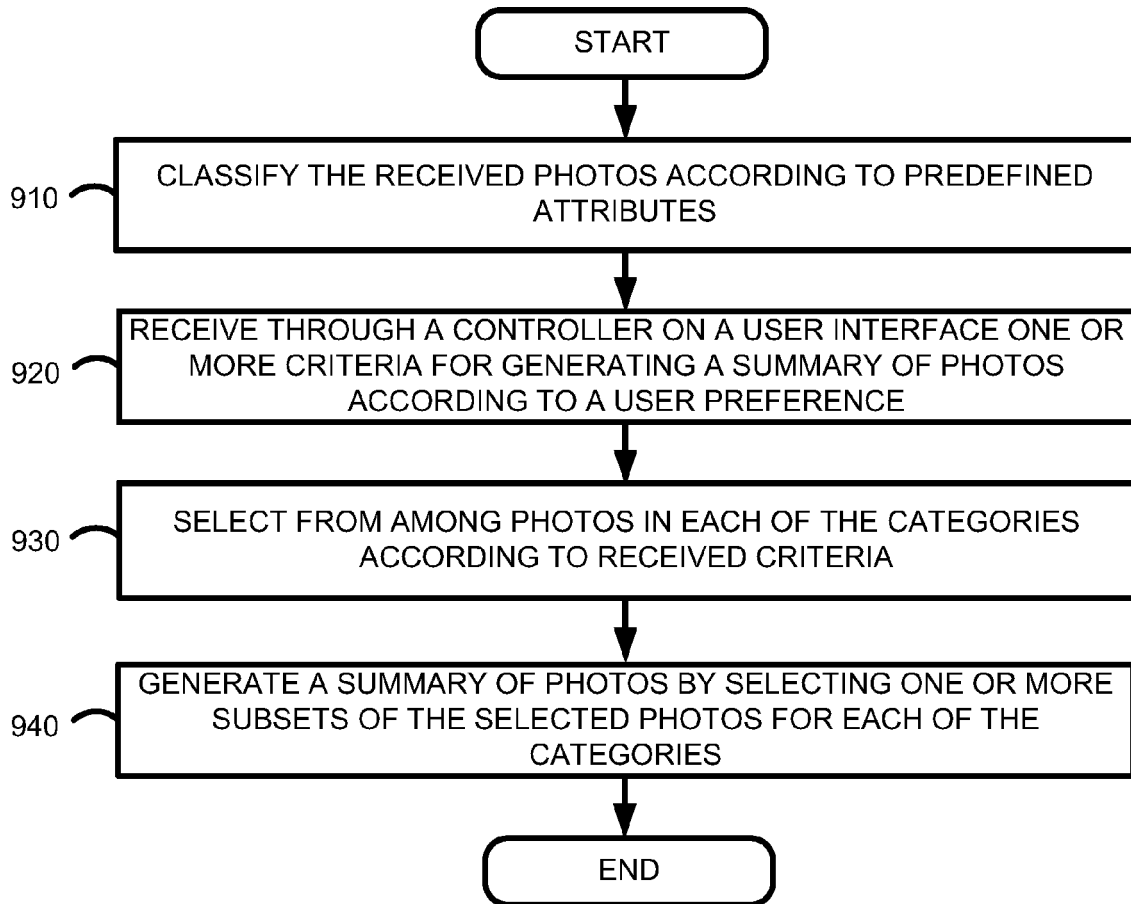 START
910
CLASSIFY THE RECEIVED PHOTOS ACCORDING TO PREDEFINED
ATTRIBUTES
920
RECEIVE THROUGH A CONTROLLER ON A USER INTERFACE ONE OR
MORE CRITERIA FOR GENERATING A SUMMARY OF PHOTOS
ACCORDING TO A USER PREFERENCE
930
SELECT FROM AMONG PHOTOS IN EACH OF THE CATEGORIES
ACCORDING TO RECEIVED CRITERIA
940
GENERATE A SUMMARY OF PHOTOS BY SELECTING ONE OR MORE
SUBSETS OF THE SELECTED PHOTOS FOR EACH OF THE
CATEGORIES
END